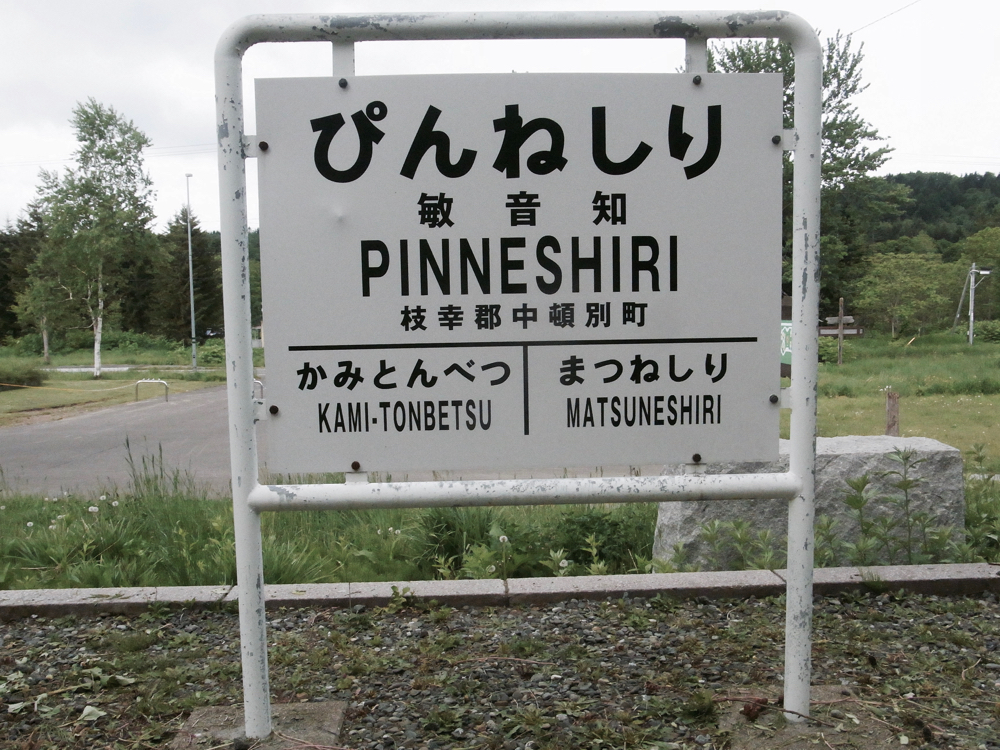 ぴんねしり
敏音知
PINNESHIRI
枝幸郡中頓別町
かみとんべつ
KAMI-TONBETSU
まつねしり
MATSUNESHIRI